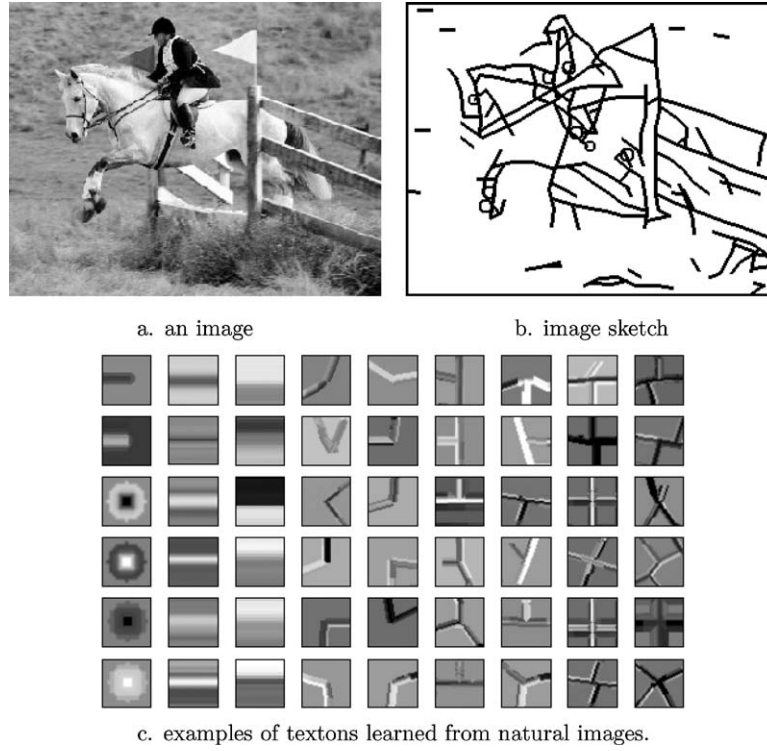 a. an image
b. image sketch
c. examples of textons learned from natural images.